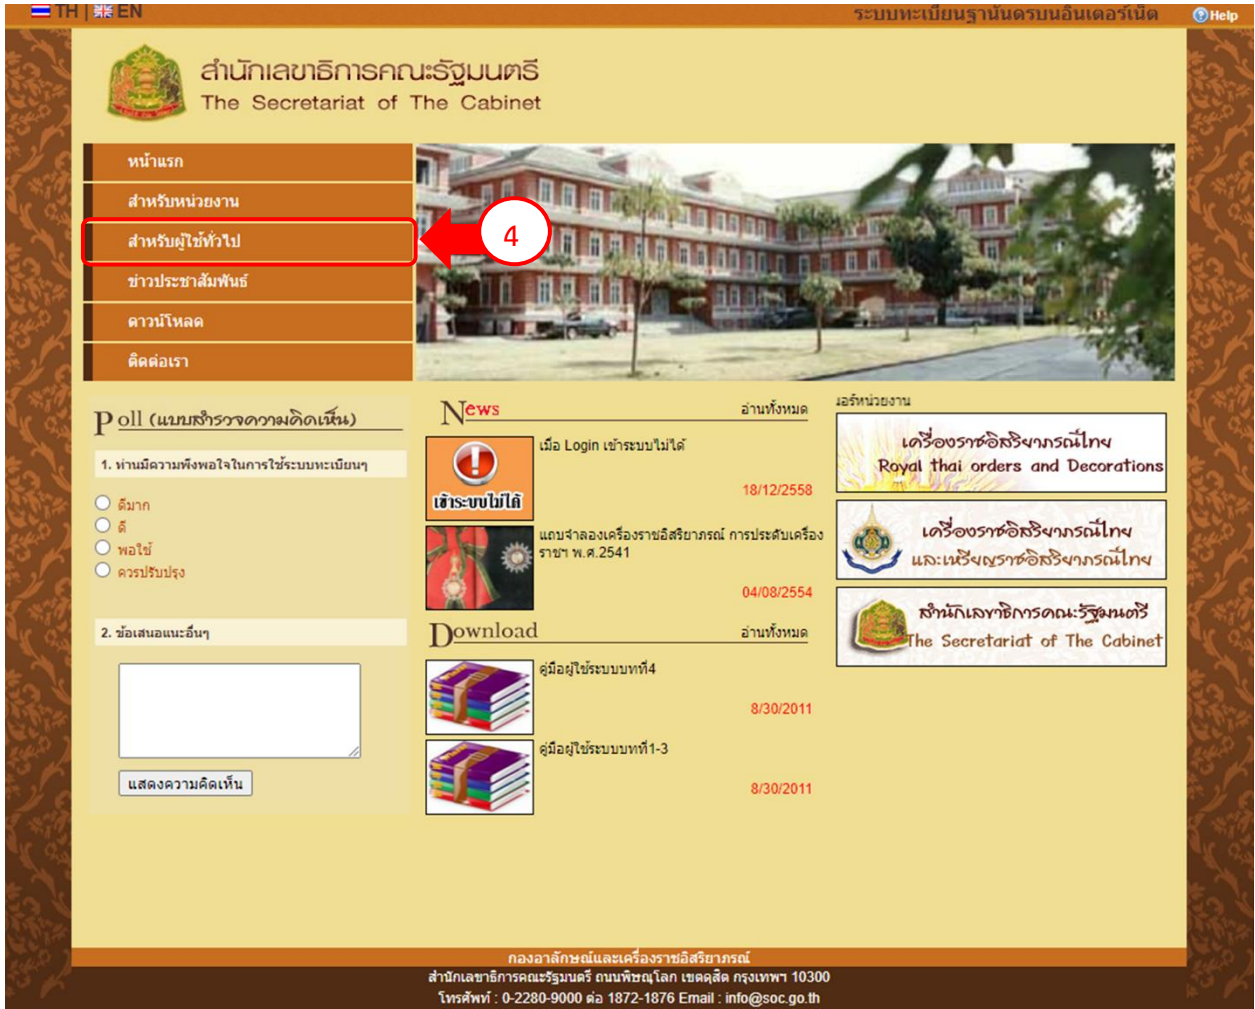 TH | EN
ระบบทะเบียนฐานันดรบนอินเตอร์เน็ต
Help
สำนักเลขาธิการคณะรัฐมนตรี
The Secretariat of The Cabinet
หน้าแรก
สำหรับหน่วยงาน
สำหรับผู้ใช้ทั่วไป
4
ข่าวประชาสัมพันธ์
ดาวน์โหลด
ติดต่อเรา
Poll (แบบสำรวจความคิดเห็น)
1. ท่านมีความพึงพอใจในการใช้ระบบทะเบียนฯ
ดีมาก
ดี
พอใช้
ควรปรับปรุง
2. ข้อเสนอแนะอื่นๆ
แสดงความคิดเห็น
News
อ่านทั้งหมด
เข้าระบบไม่ได้
เมื่อ Login เข้าระบบไม่ได้
18/12/2558
แถบจำลองเครื่องราชอิสริยาภรณ์ การประดับเครื่อง
ราชฯ พ.ศ.2541
04/08/2554
Download
อ่านทั้งหมด
คู่มือผู้ใช้ระบบบทที่4
8/30/2011
คู่มือผู้ใช้ระบบบทที่1-3
8/30/2011
เอร์หน่วยงาน
เครื่องราชอิสริยาภรณ์ไทย
Royal thai orders and Decorations
เครื่องราชอิสริยาภรณ์ไทย
และเหรียญราชอิสริยาภรณ์ไทย
สำนักเลขาธิการคณะรัฐมนตรี
The Secretariat of The Cabinet
กองอาลักษณ์และเครื่องราชอิสริยาภรณ์
สำนักเลขาธิการคณะรัฐมนตรี ถนนพิษณุโลก เขตดุสิต กรุงเทพฯ 10300
โทรศัพท์ : 0-2280-9000 ต่อ 1872-1876 Email : info@soc.go.th